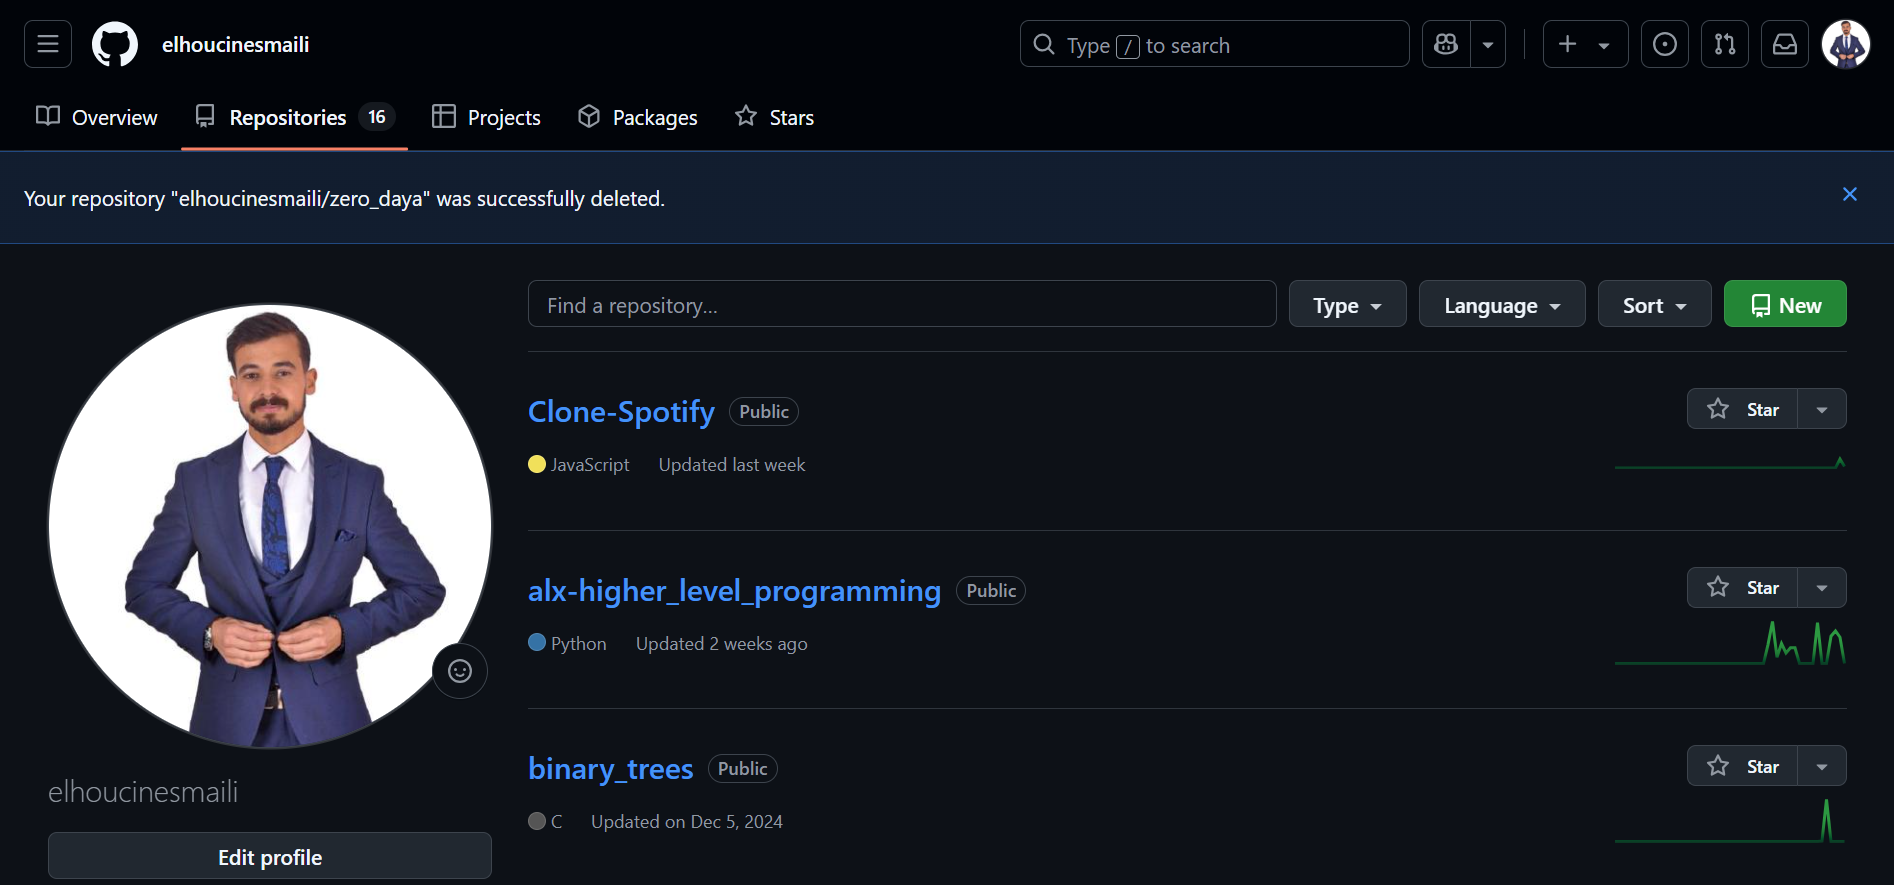 elhoucinesmaili
Type / to search
Overview
Repositories 16
Projects
Packages
Stars
Your repository "elhoucinesmaili/zero_daya" was successfully deleted.
Find a repository...
Type
Language
Sort
New
Clone-Spotify Public
Star
JavaScript Updated last week
alx-higher_level_programming Public
Star
Python Updated 2 weeks ago
binary_trees Public
Star
C Updated on Dec 5, 2024
elhoucinesmaili
Edit profile